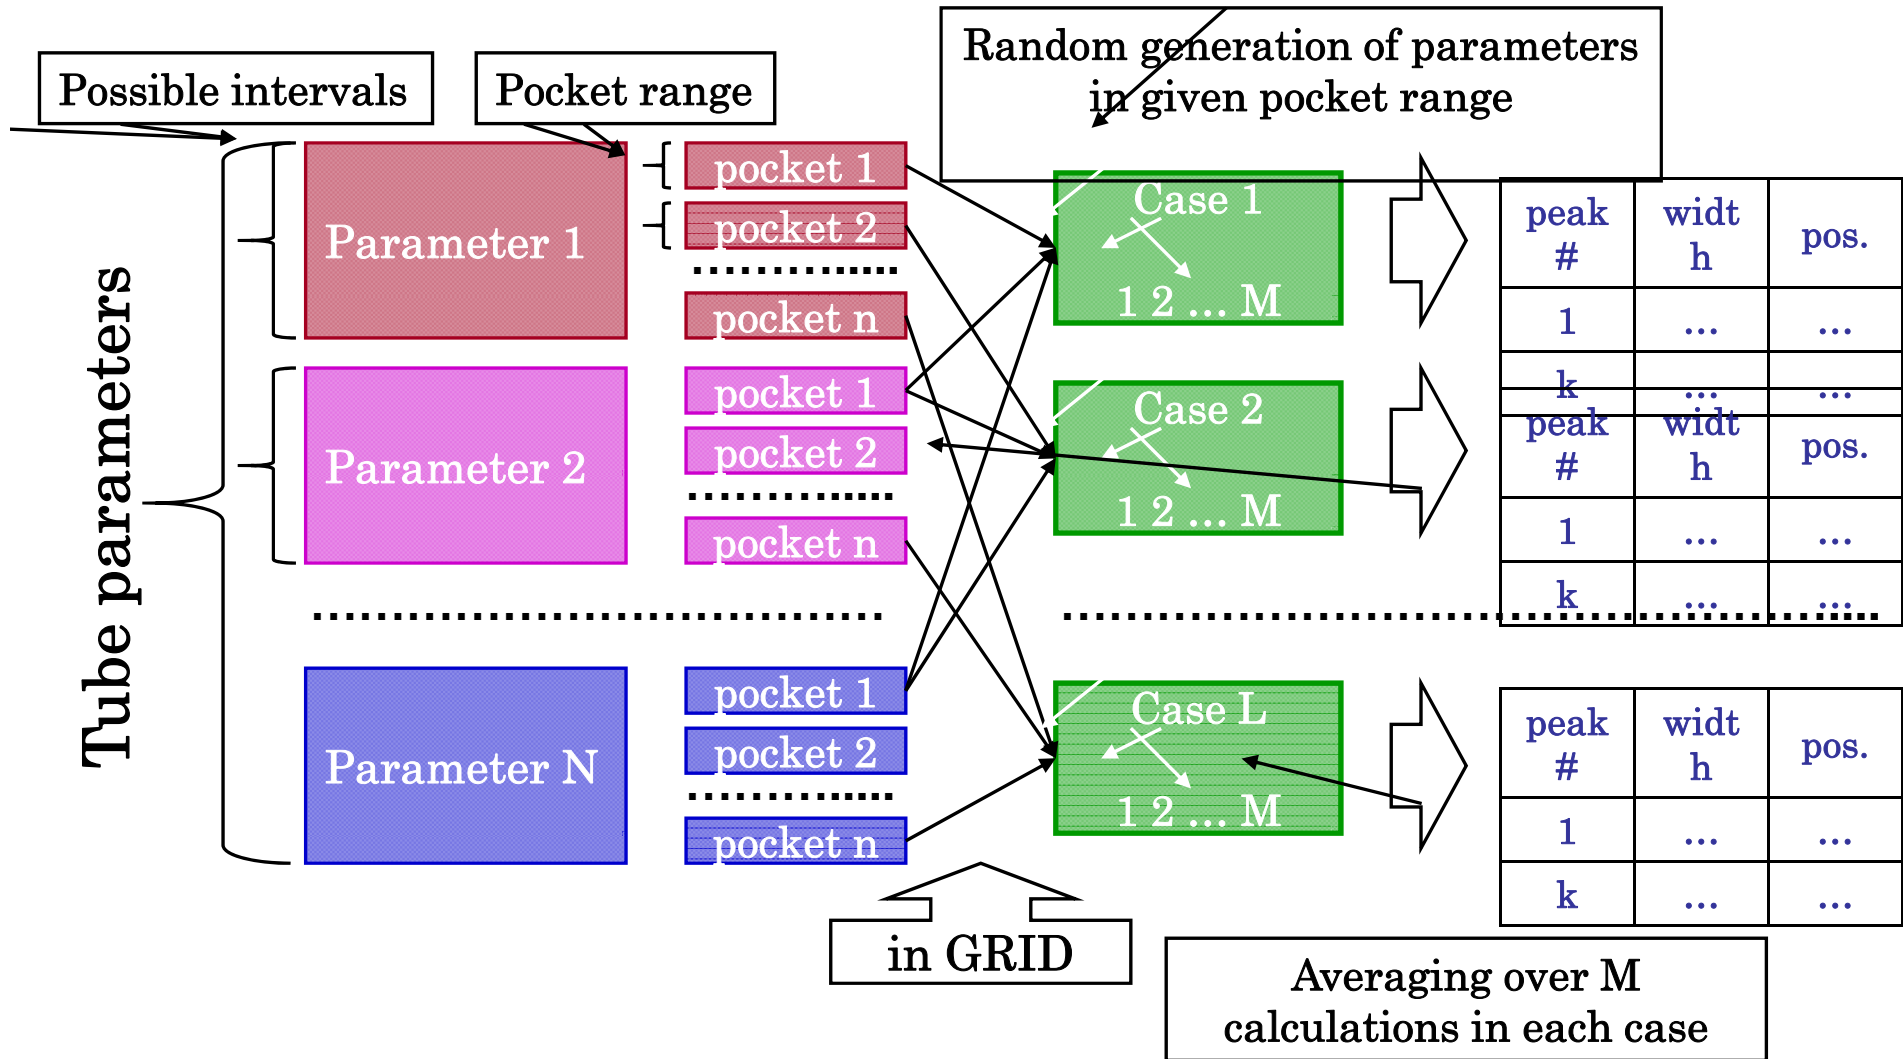 Possible intervals
Pocket range
Random generation of parameters
in given pocket range
Tube parameters
Parameter 1
pocket 1
pocket 2
pocket n
Parameter 2
pocket 1
pocket 2
pocket n
Parameter N
pocket 1
pocket 2
pocket n
Case 1
1 2 ... M
Case 2
1 2 ... M
Case L
1 2 ... M
peak
#
widt
h
pos.
1 ... ...
k ... ...
peak
#
widt
h
pos.
1 ... ...
k ... ...
peak
#
widt
h
pos.
1 ... ...
k ... ...
in GRID
Averaging over M
calculations in each case